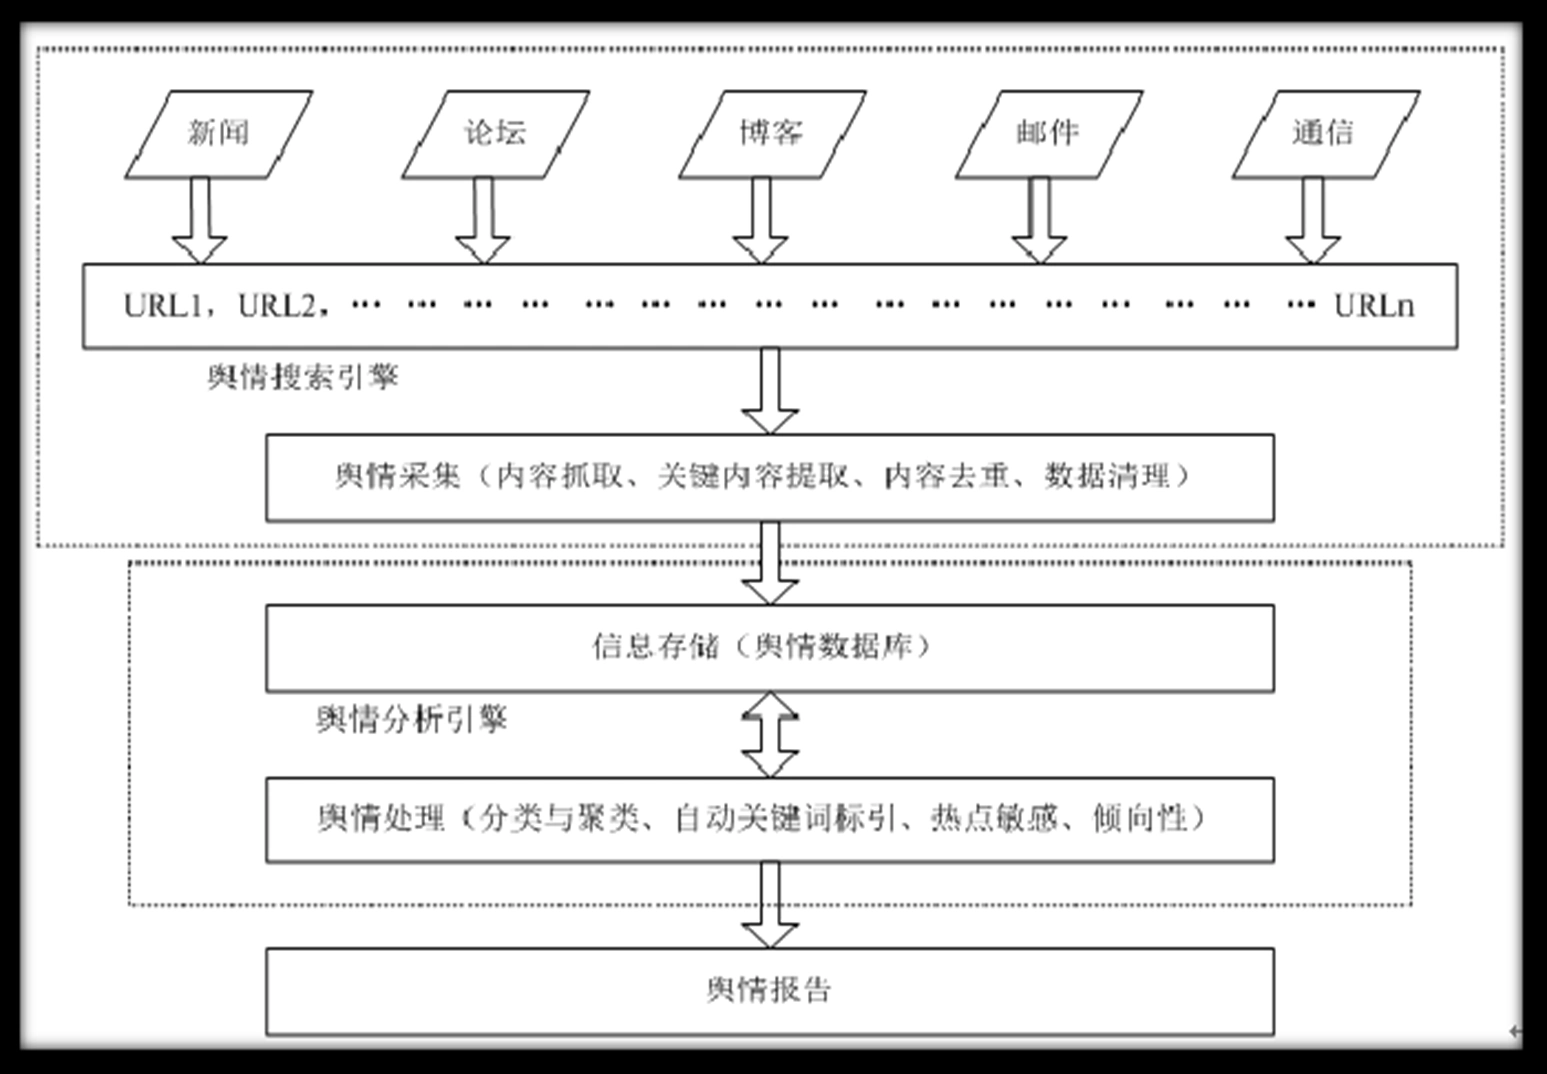 新闻
论坛
博客
邮件
通信
URL1，URL2，… … … … … … … … … … … … … … … … … URLn
舆情搜索引擎
舆情采集（内容抓取、关键内容提取、内容去重、数据清理）
信息存储（舆情数据库）
舆情分析引擎
舆情处理（分类与聚类、自动关键词标引、热点敏感、倾向性）
舆情报告